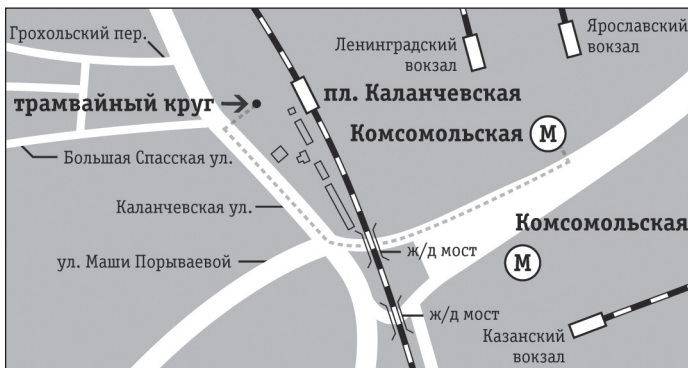 Грохольский пер.
Ленинградский
вокзал
Ярославский
вокзал
трамвайный круг
пл. Каланчевская
Комсомольская М
Большая Спасская ул.
Каланчевская ул.
Комсомольская
М
ул. Маши Порываевой
ж/д мост
ж/д мост
Казанский
вокзал